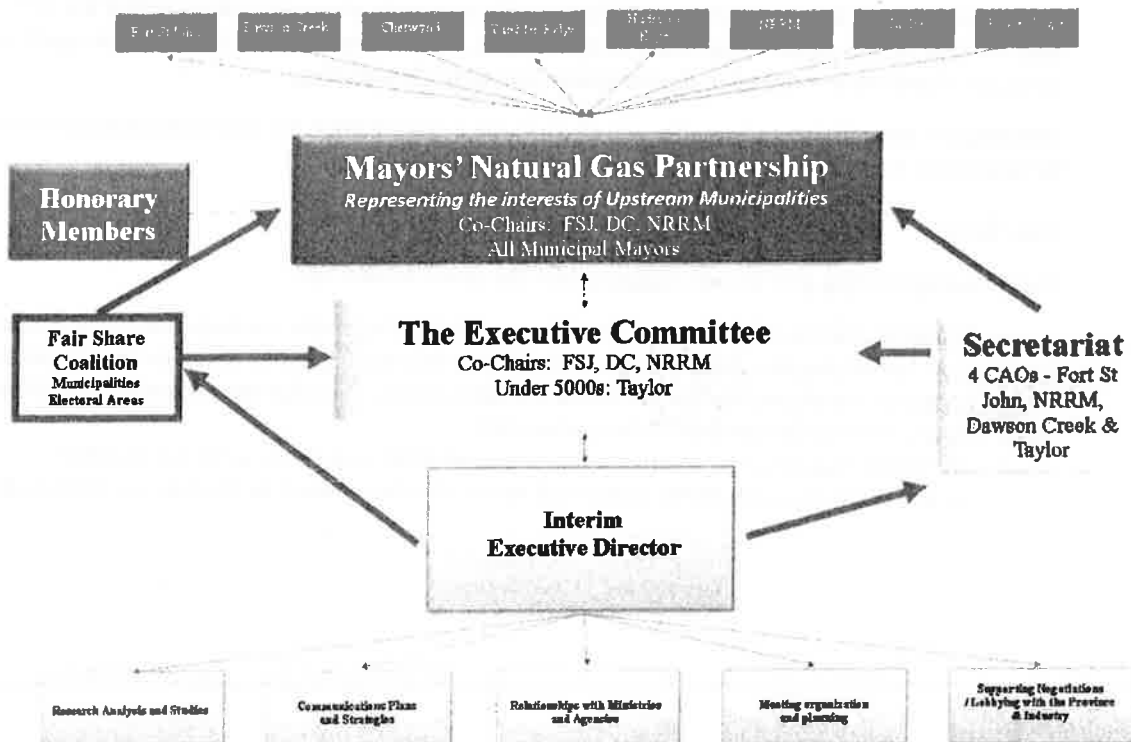 Chetwynd
NRRM
Mayors' Natural Gas Partnership
Representing the interests of Upstream Municipalities
Co-Chairs: FSJ, DC, NRRM
All Municipal Mayors
Honorary
Members
Fair Share
Coalition
Municipalities
Electoral Areas
The Executive Committee
Co-Chairs: FSJ, DC, NRRM
Under 5000s: Taylor
Secretariat
4 CAOs - Fort St
John, NRRM,
Dawson Creek &
Taylor
Interim
Executive Director
Research Analysis and Studies
Communications Plans
and Strategies
Relationships with Ministries
and Agencies
Meeting organization
and planning
Supporting Negotiations
/ Lobbying with the Province
& Industry